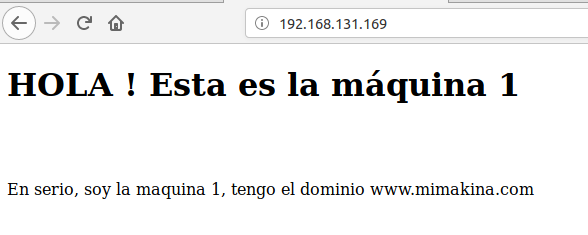 192.168.131.169
HOLA ! Esta es la máquina 1
En serio, soy la maquina 1, tengo el dominio www.mimakina.com